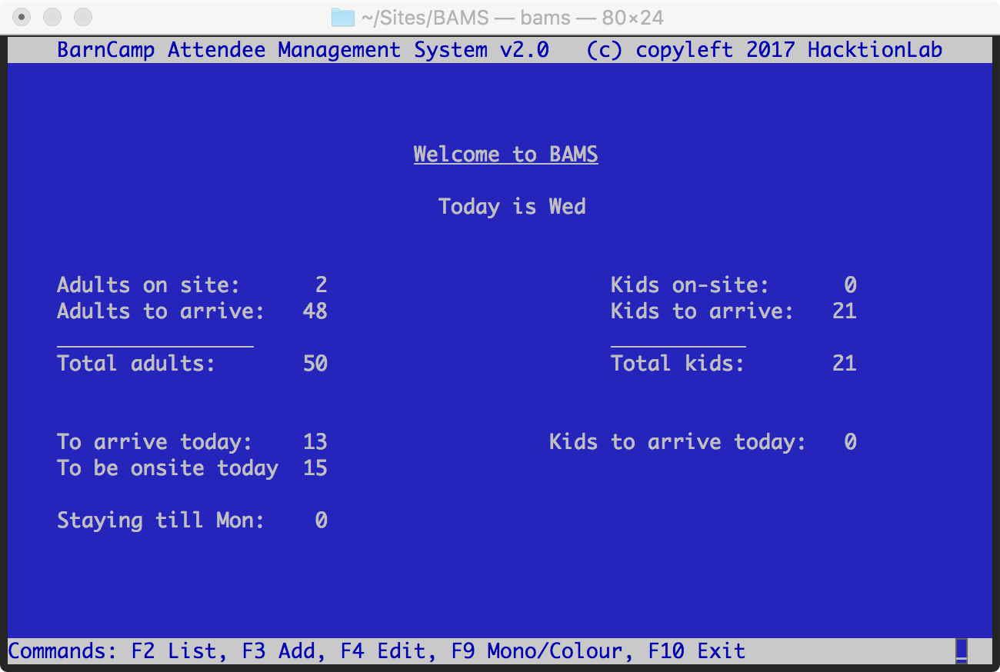 ~/Sites/BAMS — bams — 80×24
BarnCamp Attendee Management System v2.0   (c) copyleft 2017 HacktionLab
Welcome to BAMS
Today is Wed
Adults on site:      2                       Kids on-site:      0
Adults to arrive:   48                       Kids to arrive:   21
Total adults:       50                       Total kids:       21
To arrive today:    13                  Kids to arrive today:   0
To be onsite today  15
Staying till Mon:    0
Commands: F2 List, F3 Add, F4 Edit, F9 Mono/Colour, F10 Exit